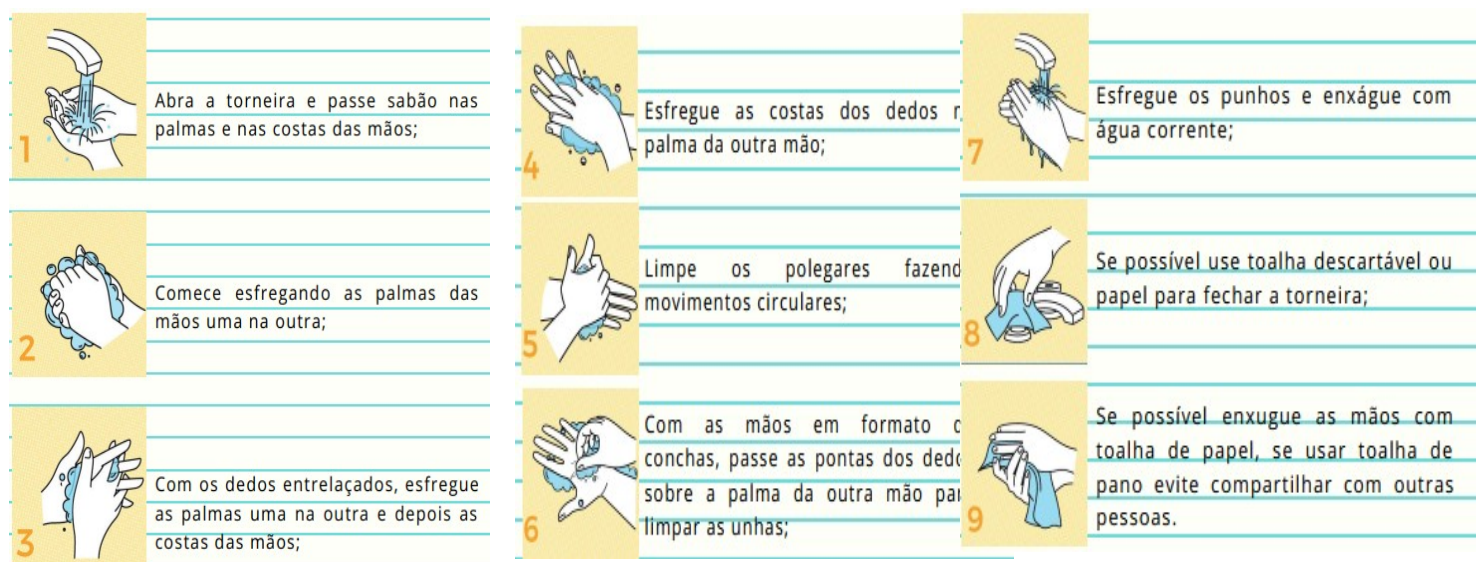 1
Abra a torneira e passe sabão nas
palmas e nas costas das mãos;
2
Comece esfregando as palmas das
mãos uma na outra;
3
Com os dedos entrelaçados, esfregue
as palmas uma na outra e depois as
costas das mãos;
4
Esfregue as costas dos dedos
palma da outra mão;
5
Limpe os polegares fazend
movimentos circulares;
6
Com as mãos em formato
conchas, passe as pontas dos ded
sobre a palma da outra mão pa
limpar as unhas;
7
Esfregue os punhos e enxágue com
água corrente;
8
Se possível use toalha descartável ou
papel para fechar a torneira;
9
Se possível enxugue as mãos com
toalha de papel, se usar toalha de
pano evite compartilhar com outras
pessoas.